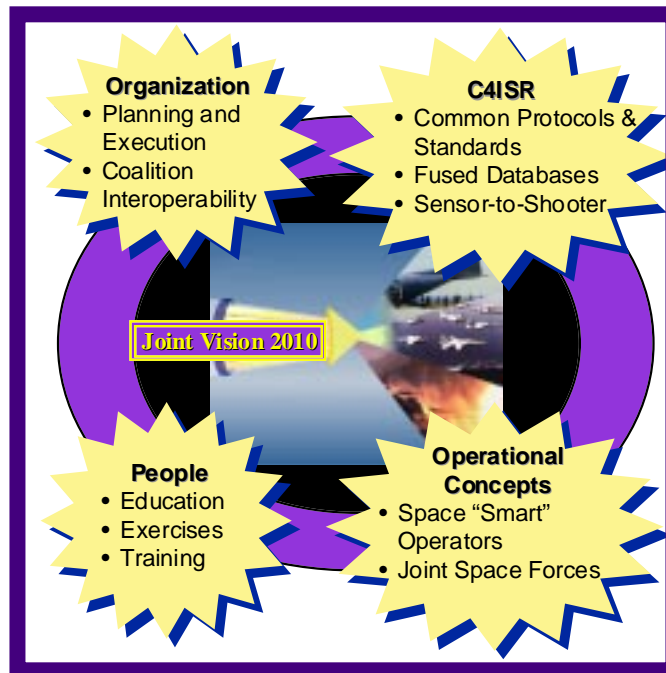 Organization
• Planning and
Execution
• Coalition
Interoperability
C4ISR
• Common Protocols &
Standards
• Fused Databases
• Sensor-to-Shooter
Joint Vision 2010
People
• Education
• Exercises
• Training
Operational
Concepts
• Space “Smart”
Operators
• Joint Space Forces